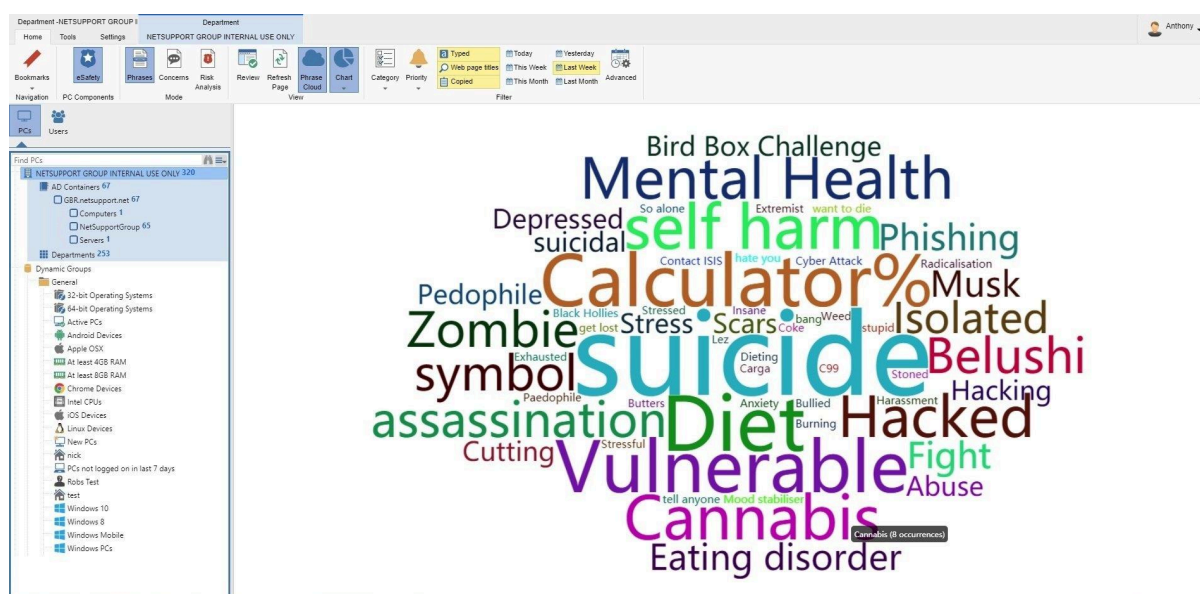 Department -NETSUPPORT GROUP I
Department
Anthony
Home Tools Settings NETSUPPORT GROUP INTERNAL USE ONLY
Bookmarks
eSafety
Phrases
Concerns
Risk Analysis
Review
Refresh Page
Phrase Cloud
Chart
Category
Priority
Typed
Web page titles
Copied
Today
This Week
This Month
Yesterday
Last Week
Last Month
Advanced
Navigation PC Components Mode View Filter
PCs Users
Find PCs
NETSUPPORT GROUP INTERNAL USE ONLY 320
AD Containers 67
GBR.netsupport.net 67
Computers 1
NetSupportGroup 65
Servers 1
Departments 253
Dynamic Groups
General
32-bit Operating Systems
64-bit Operating Systems
Active PCs
Android Devices
Apple OSX
At least 4GB RAM
At least 8GB RAM
Chrome Devices
Intel CPUs
iOS Devices
Linux Devices
New PCs
nick
PCs not logged on in last 7 days
Robs Test
test
Windows 10
Windows 8
Windows Mobile
Windows PCs
Bird Box Challenge
Mental Health
So alone Extremist want to die
Depressed self harm Phishing
suicidal
Contact ISIS hate you Cyber Attack Radicalisation
Pedophile Calculator% Musk
Black Hollies Stressed Insane
Zombie get lost Stress Scars Coke bang Weed stupid Isolated
Lez
Exhausted suicide Dieting Belushi
symbol Carga C99 Stoned
Paedophile Hacking
Butters Anxiety Bullied Harassment
assassination Diet Burning Hacked
Cutting Stressful Vulnerable Fight
Abuse
tell anyone Mood stabiliser
Cannabis
Cannabis (8 occurrences)
Eating disorder